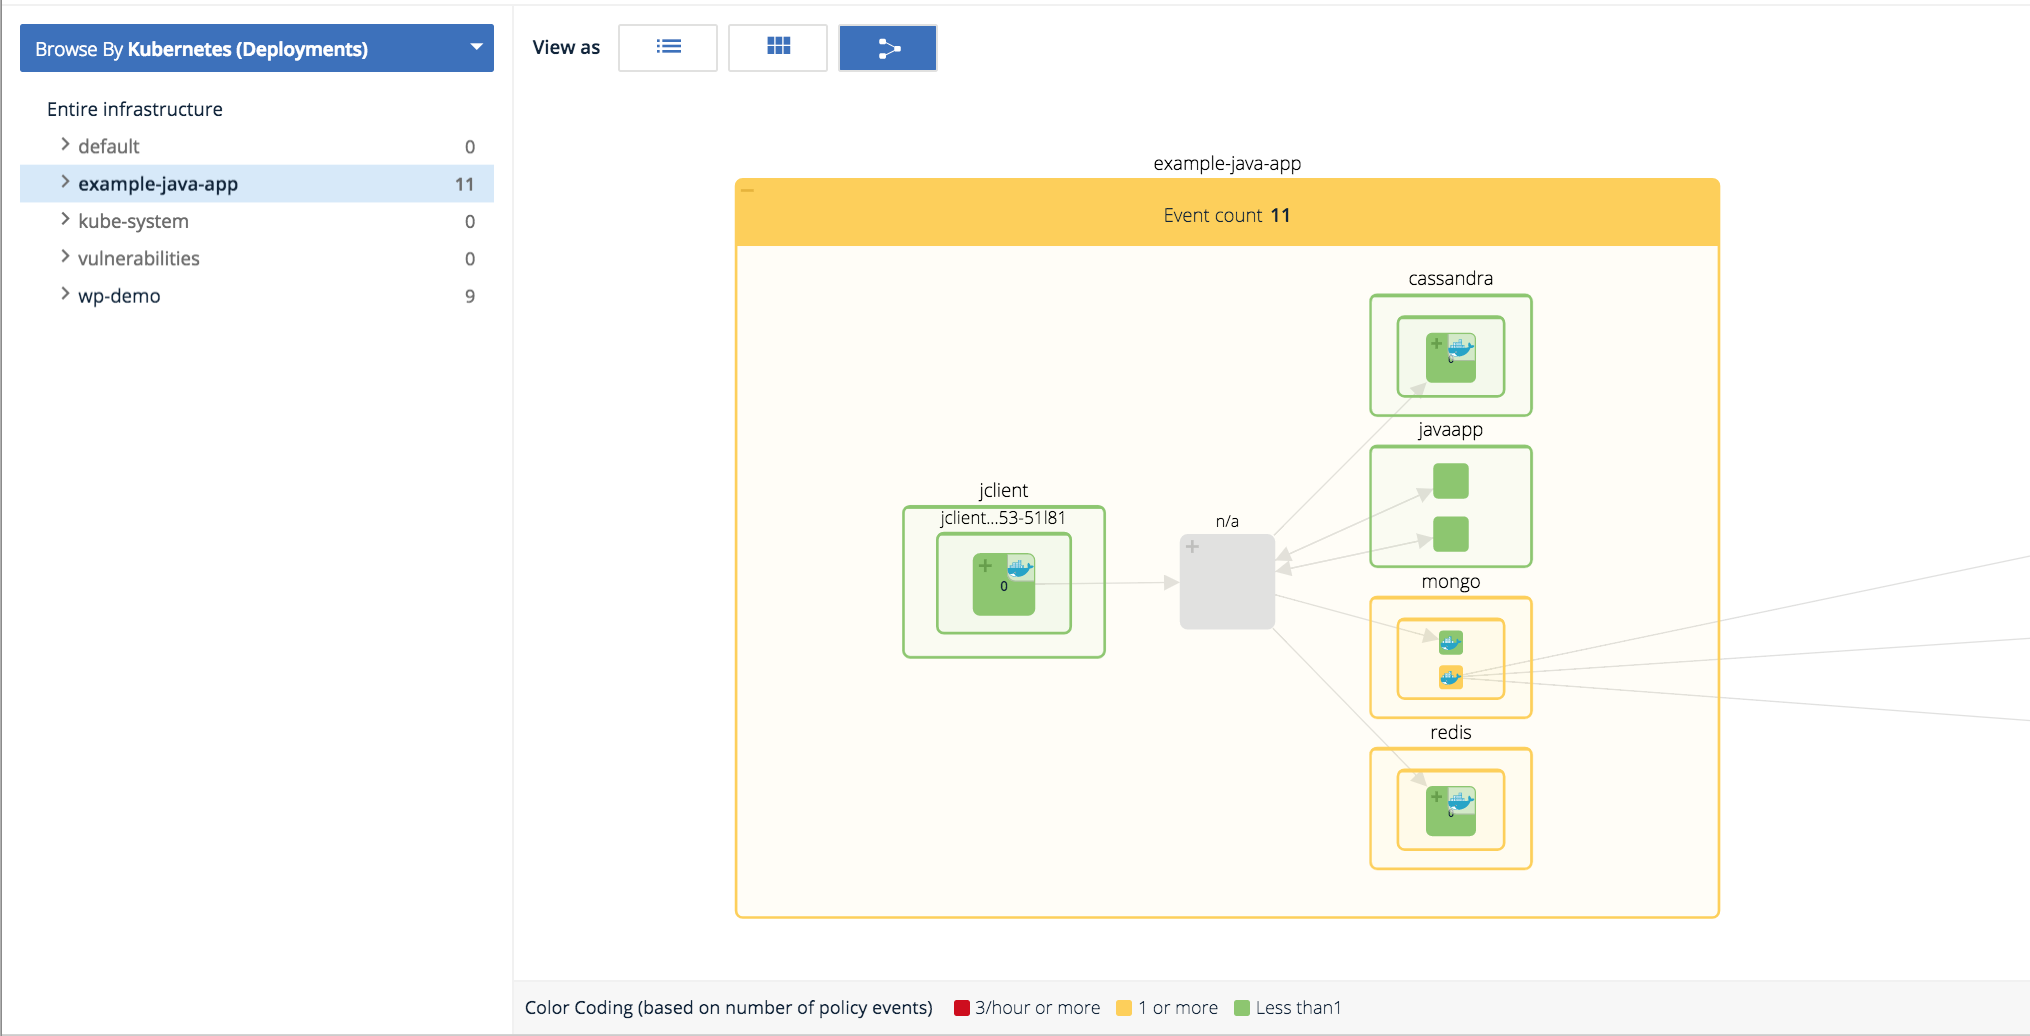 Browse By Kubernetes (Deployments)
Entire infrastructure
default 0
example-java-app 11
kube-system 0
vulnerabilities 0
wp-demo 9
View as
example-java-app
Event count 11
cassandra
0
javaapp
jclient
jclient...53-51l81
0
n/a
mongo
redis
0
Color Coding (based on number of policy events) 3/hour or more 1 or more Less than1